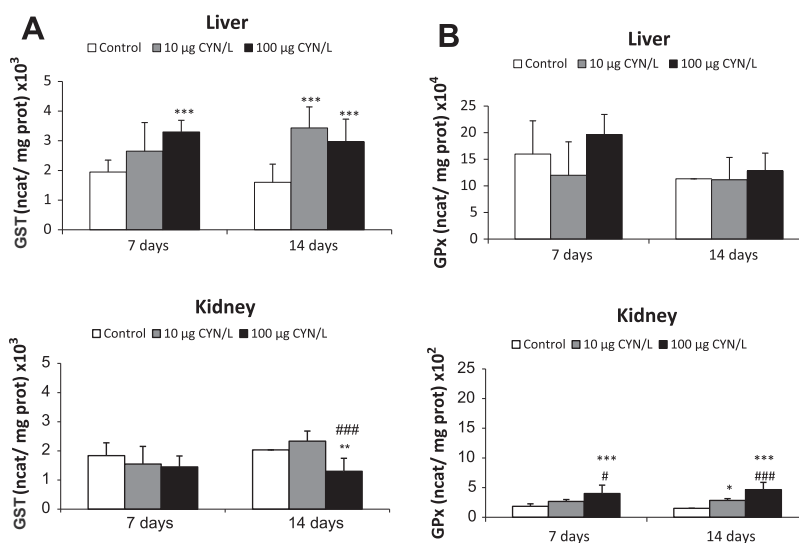 A
Liver
Control 10 µg CYN/L 100 µg CYN/L
GST (ncat/ mg prot) x10³
5
4
3
2
1
0
***
***
***
7 days 14 days
Kidney
Control 10 µg CYN/L 100 µg CYN/L
GST (ncat/ mg prot) x10³
5
4
3
2
1
0
###
**
7 days 14 days
B
Liver
Control 10 µg CYN/L 100 µg CYN/L
GPx (ncat/ mg prot) x10⁴
25
20
15
10
5
0
7 days 14 days
Kidney
Control 10 µg CYN/L 100 µg CYN/L
GPx (ncat/ mg prot) x10²
25
20
15
10
5
0
***
#
*
***
###
7 days 14 days